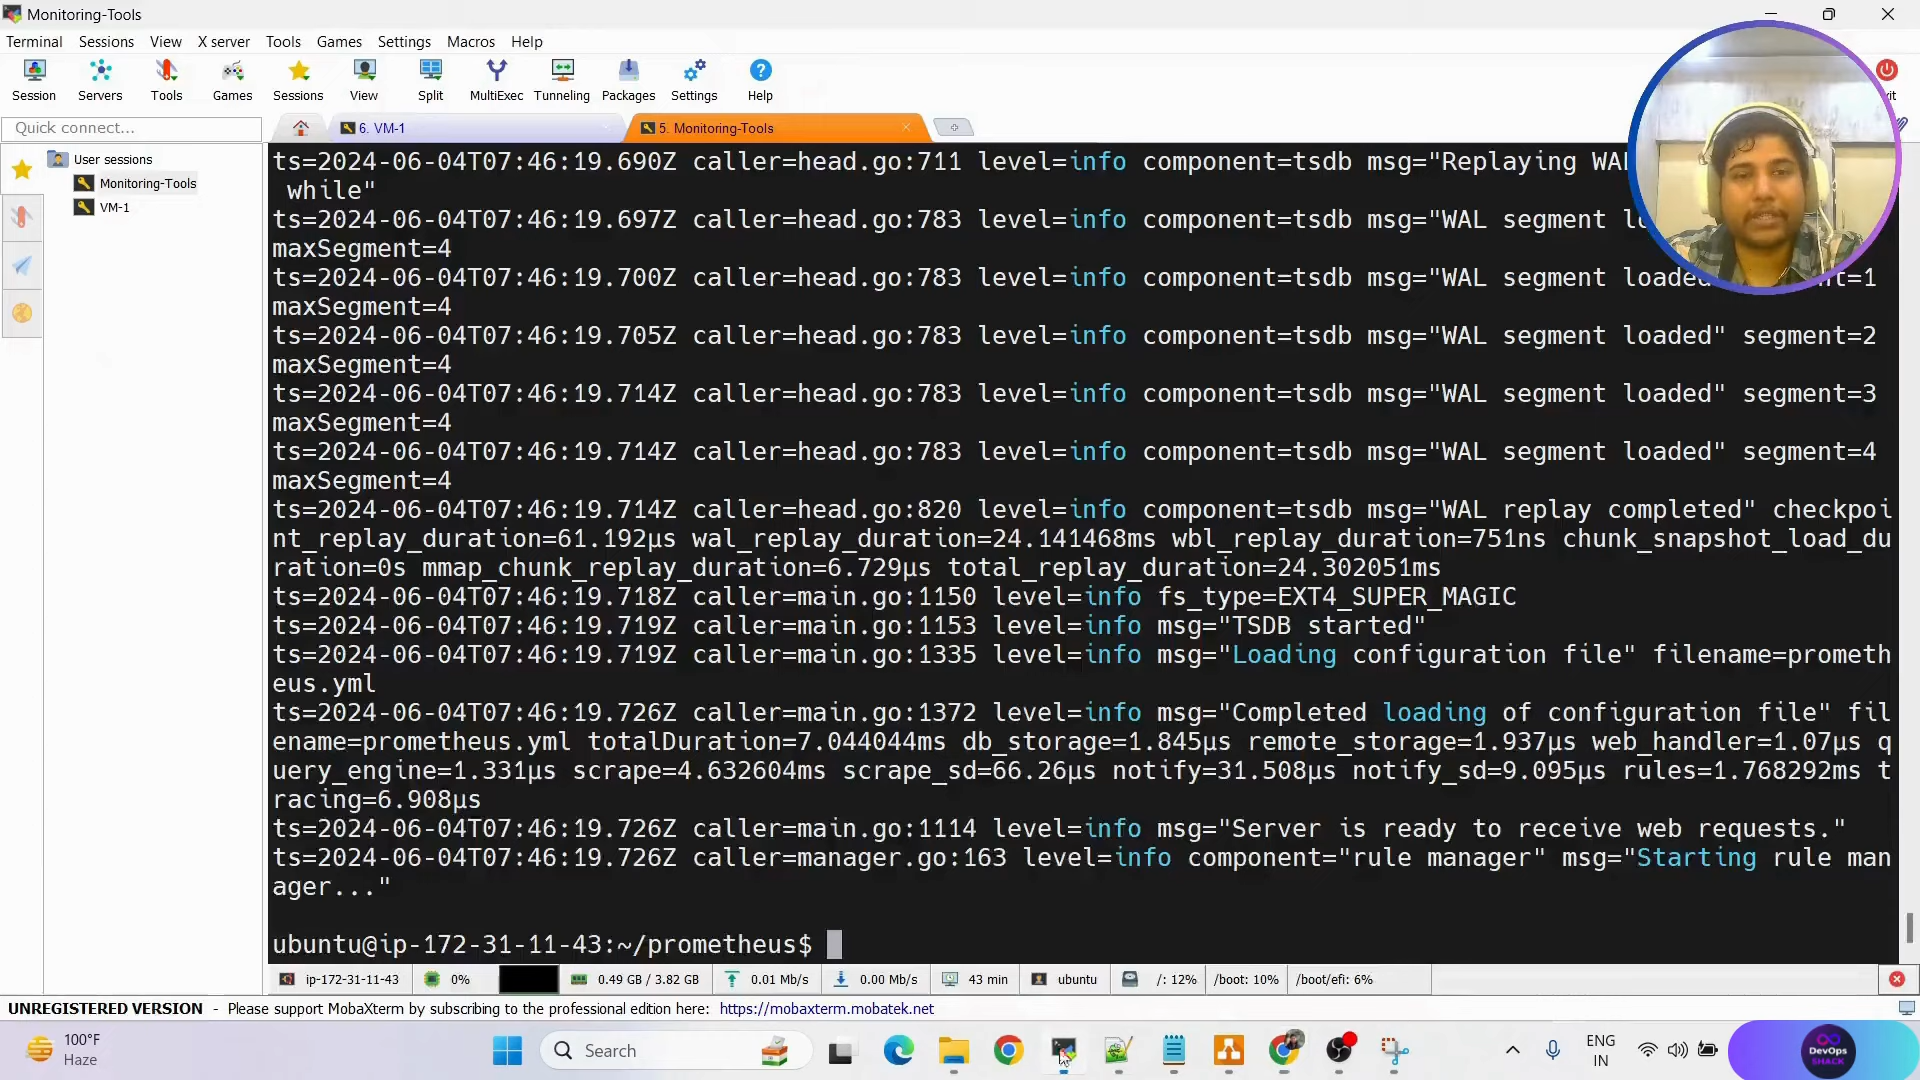 Monitoring-Tools
Terminal Sessions View X server Tools Games Settings Macros Help
Session Servers Tools Games Sessions View Split MultiExec Tunneling Packages Settings Help
Quick connect...
6. VM-1
5. Monitoring-Tools
User sessions
Monitoring-Tools
VM-1
ts=2024-06-04T07:46:19.690Z caller=head.go:711 level=info component=tsdb msg="Replaying
while"
ts=2024-06-04T07:46:19.697Z caller=head.go:783 level=info component=tsdb msg="WAL segment
maxSegment=4
ts=2024-06-04T07:46:19.700Z caller=head.go:783 level=info component=tsdb msg="WAL segment loaded
maxSegment=4
ts=2024-06-04T07:46:19.705Z caller=head.go:783 level=info component=tsdb msg="WAL segment loaded" segment=2
maxSegment=4
ts=2024-06-04T07:46:19.714Z caller=head.go:783 level=info component=tsdb msg="WAL segment loaded" segment=3
maxSegment=4
ts=2024-06-04T07:46:19.714Z caller=head.go:783 level=info component=tsdb msg="WAL segment loaded" segment=4
maxSegment=4
ts=2024-06-04T07:46:19.714Z caller=head.go:820 level=info component=tsdb msg="WAL replay completed" checkpoi
nt_replay_duration=61.192µs wal_replay_duration=24.141468ms wbl_replay_duration=751ns chunk_snapshot_load_du
ration=0s mmap_chunk_replay_duration=6.729µs total_replay_duration=24.302051ms
ts=2024-06-04T07:46:19.718Z caller=main.go:1150 level=info fs_type=EXT4_SUPER_MAGIC
ts=2024-06-04T07:46:19.719Z caller=main.go:1153 level=info msg="TSDB started"
ts=2024-06-04T07:46:19.719Z caller=main.go:1335 level=info msg="Loading configuration file" filename=prometh
eus.yml
ts=2024-06-04T07:46:19.726Z caller=main.go:1372 level=info msg="Completed loading of configuration file" fil
ename=prometheus.yml totalDuration=7.044044ms db_storage=1.845µs remote_storage=1.937µs web_handler=1.07µs q
uery_engine=1.331µs scrape=4.632604ms scrape_sd=66.26µs notify=31.508µs notify_sd=9.095µs rules=1.768292ms t
racing=6.908µs
ts=2024-06-04T07:46:19.726Z caller=main.go:1114 level=info msg="Server is ready to receive web requests."
ts=2024-06-04T07:46:19.726Z caller=manager.go:163 level=info component="rule manager" msg="Starting rule man
ager..."
ubuntu@ip-172-31-11-43:~/prometheus$
ip-172-31-11-43 0% 0.49 GB / 3.82 GB 0.01 Mb/s 0.00 Mb/s 43 min ubuntu /: 12% /boot: 10% /boot/efi: 6%
UNREGISTERED VERSION - Please support MobaXterm by subscribing to the professional edition here: https://mobaxterm.mobatek.net
100°F
Haze
Search
ENG
IN
DevOps
SHACK